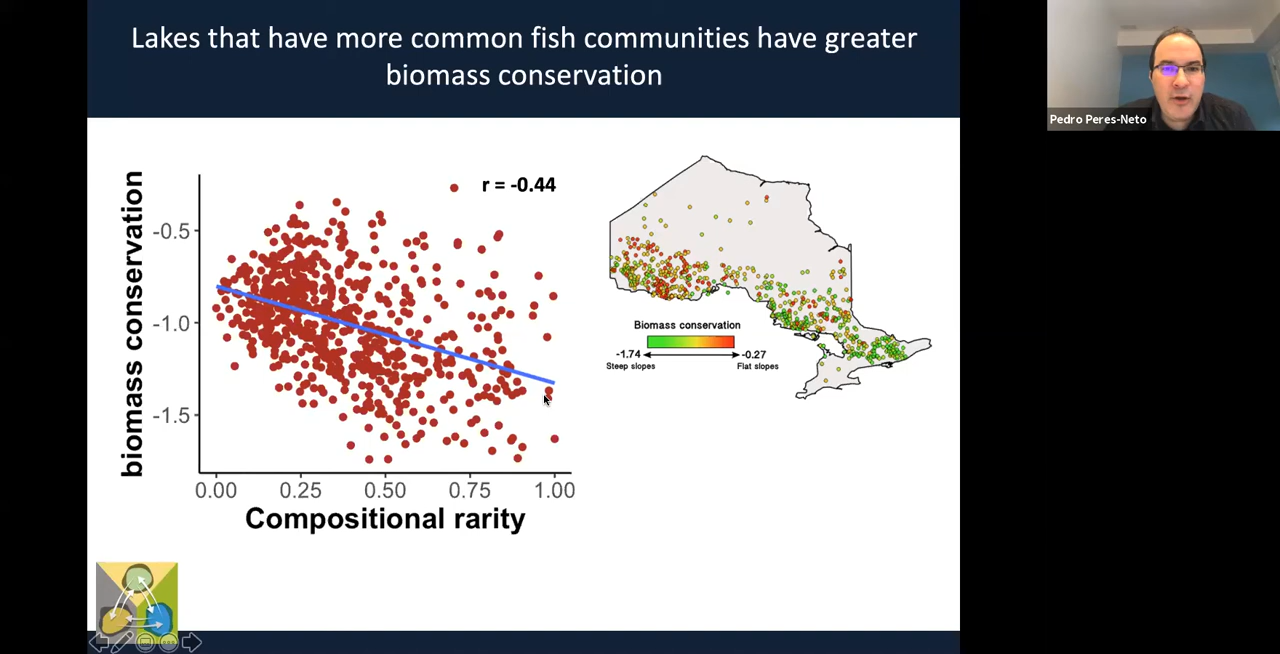 Lakes that have more common fish communities have greater
biomass conservation
Pedro Peres-Neto
biomass conservation
-0.5
-1.0
-1.5
r = -0.44
0.00 0.25 0.50 0.75 1.00
Compositional rarity
Biomass conservation
-1.74 -0.27
Steep slopes Flat slopes